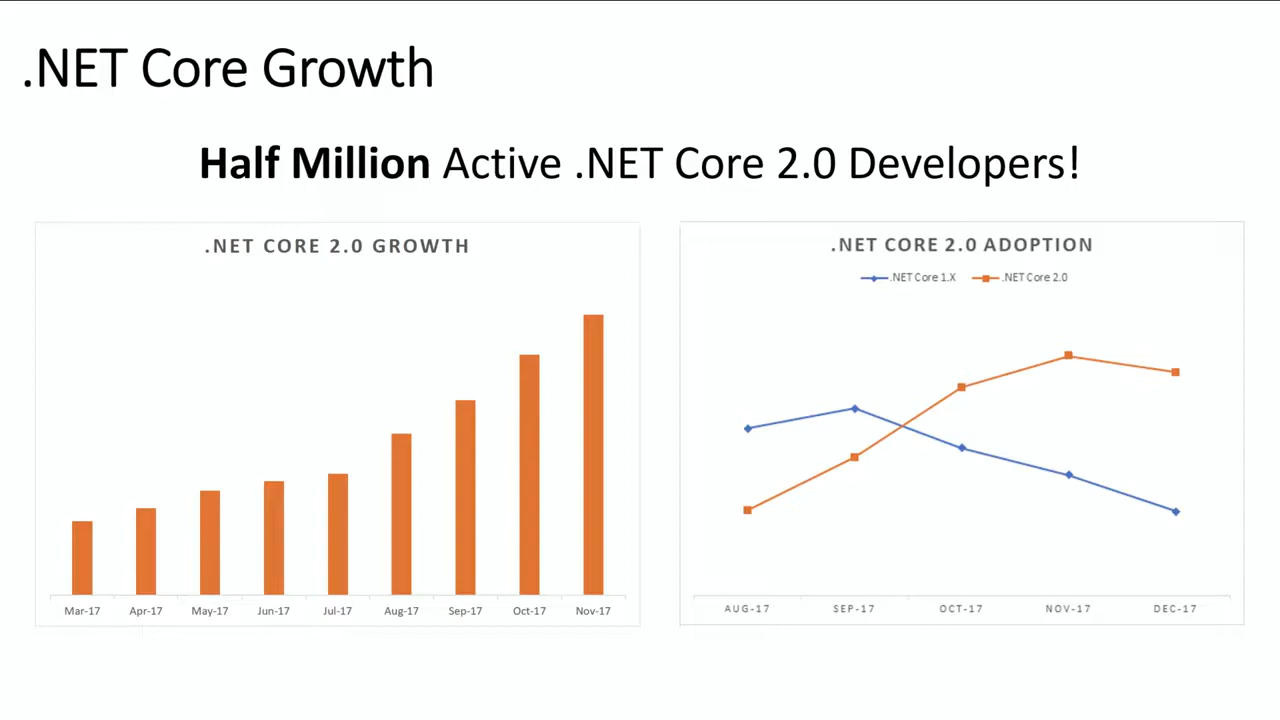 .NET Core Growth
Half Million Active .NET Core 2.0 Developers!
.NET CORE 2.0 GROWTH
Mar-17 Apr-17 May-17 Jun-17 Jul-17 Aug-17 Sep-17 Oct-17 Nov-17
.NET CORE 2.0 ADOPTION
.NET Core 1.X .NET Core 2.0
AUG-17 SEP-17 OCT-17 NOV-17 DEC-17